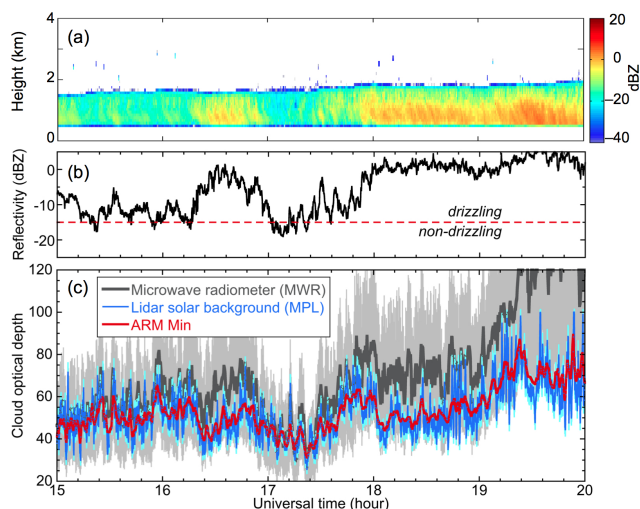 (a)
Height (km)
4
2
0
20
0
-20
-40
dBZ
(b)
Reflectivity (dBZ)
0
-10
-20
drizzling
non-drizzling
(c)
Cloud optical depth
120
100
80
60
40
20
Microwave radiometer (MWR)
Lidar solar background (MPL)
ARM Min
15 16 17 18 19 20
Universal time (hour)